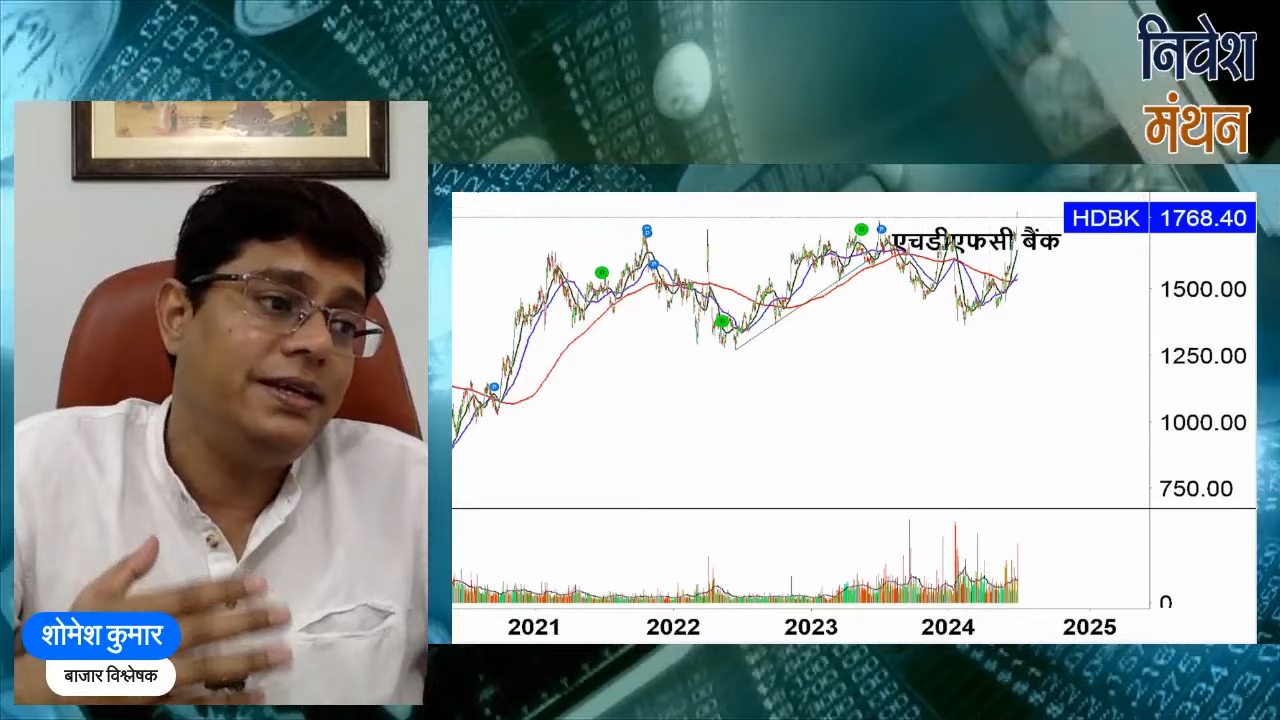 निवेश
मंथन
HDBK 1768.40
एचडीएफसी बैंक
1500.00
1250.00
1000.00
750.00
0
2021 2022 2023 2024 2025
शोमेश कुमार
बाजार विश्लेषक